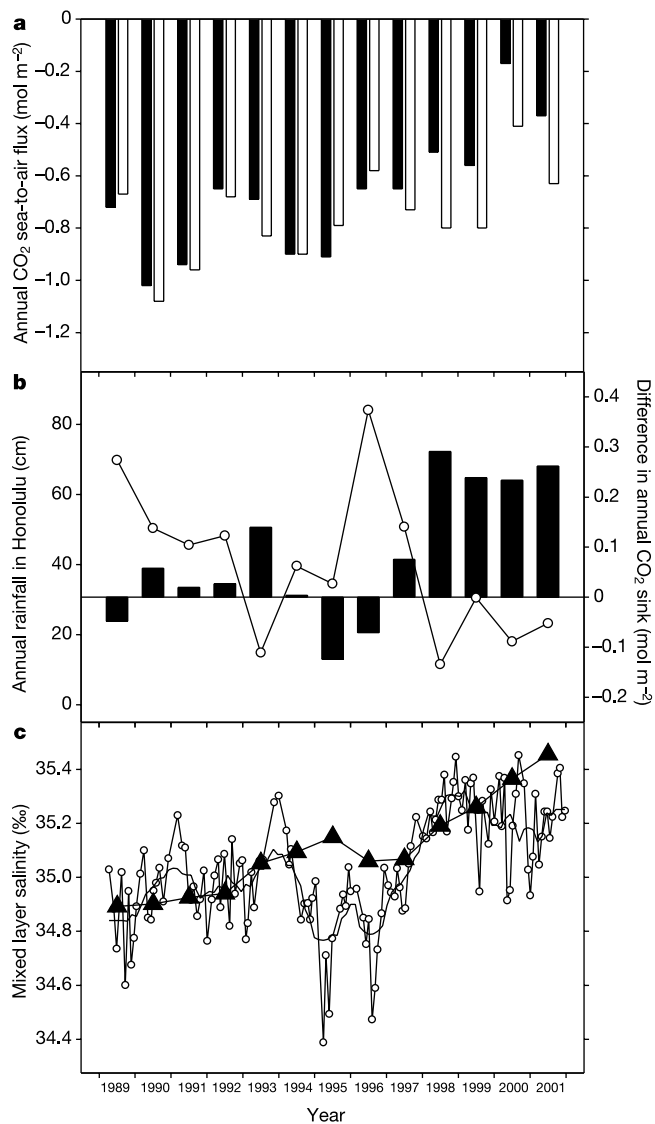 a
Annual CO2 sea-to-air flux (mol m−2)
0
−0.2
−0.4
−0.6
−0.8
−1.0
−1.2
b
Annual rainfall in Honolulu (cm)
80
60
40
20
0
0.4
0.3
0.2
0.1
0
−0.1
−0.2
Difference in annual CO2
sink (mol m−2)
c
Mixed layer salinity (‰)
35.4
35.2
35.0
34.8
34.6
34.4
1989 1990 1991 1992 1993 1994 1995 1996 1997 1998 1999 2000 2001
Year